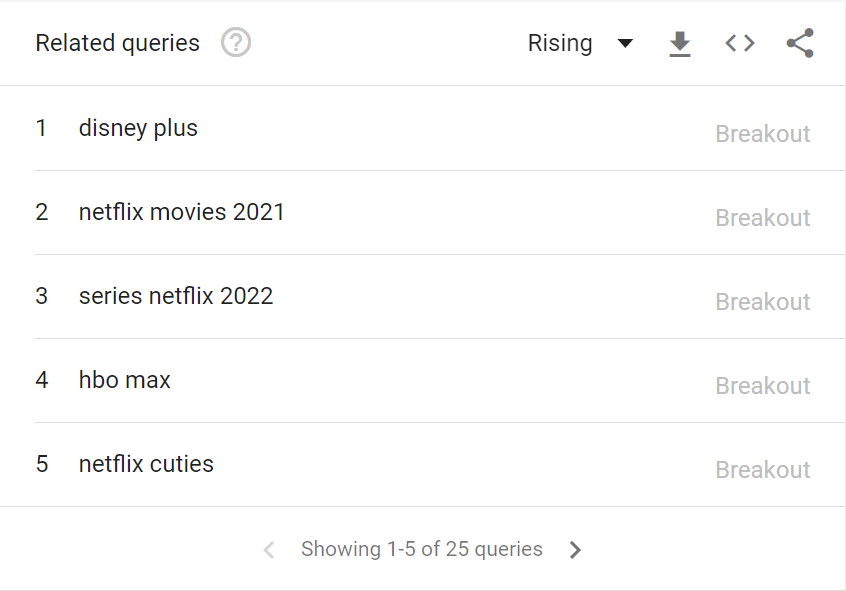 Related queries ?
Rising
1 disney plus Breakout
2 netflix movies 2021 Breakout
3 series netflix 2022 Breakout
4 hbo max Breakout
5 netflix cuties Breakout
Showing 1-5 of 25 queries